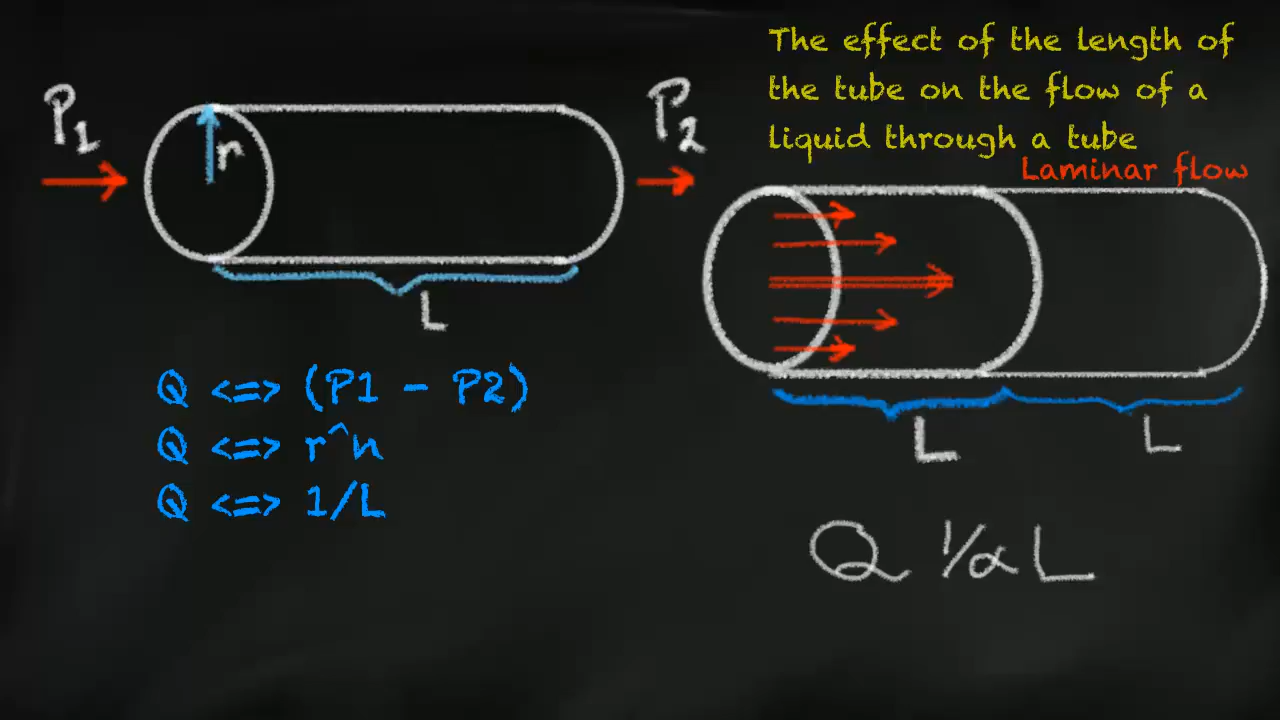 The effect of the length of
the tube on the flow of a
liquid through a tube
Laminar flow
P1
r
P2
L
L
L
Q <=> (P1 - P2)
Q <=> r^n
Q <=> 1/L
Q 1/α L